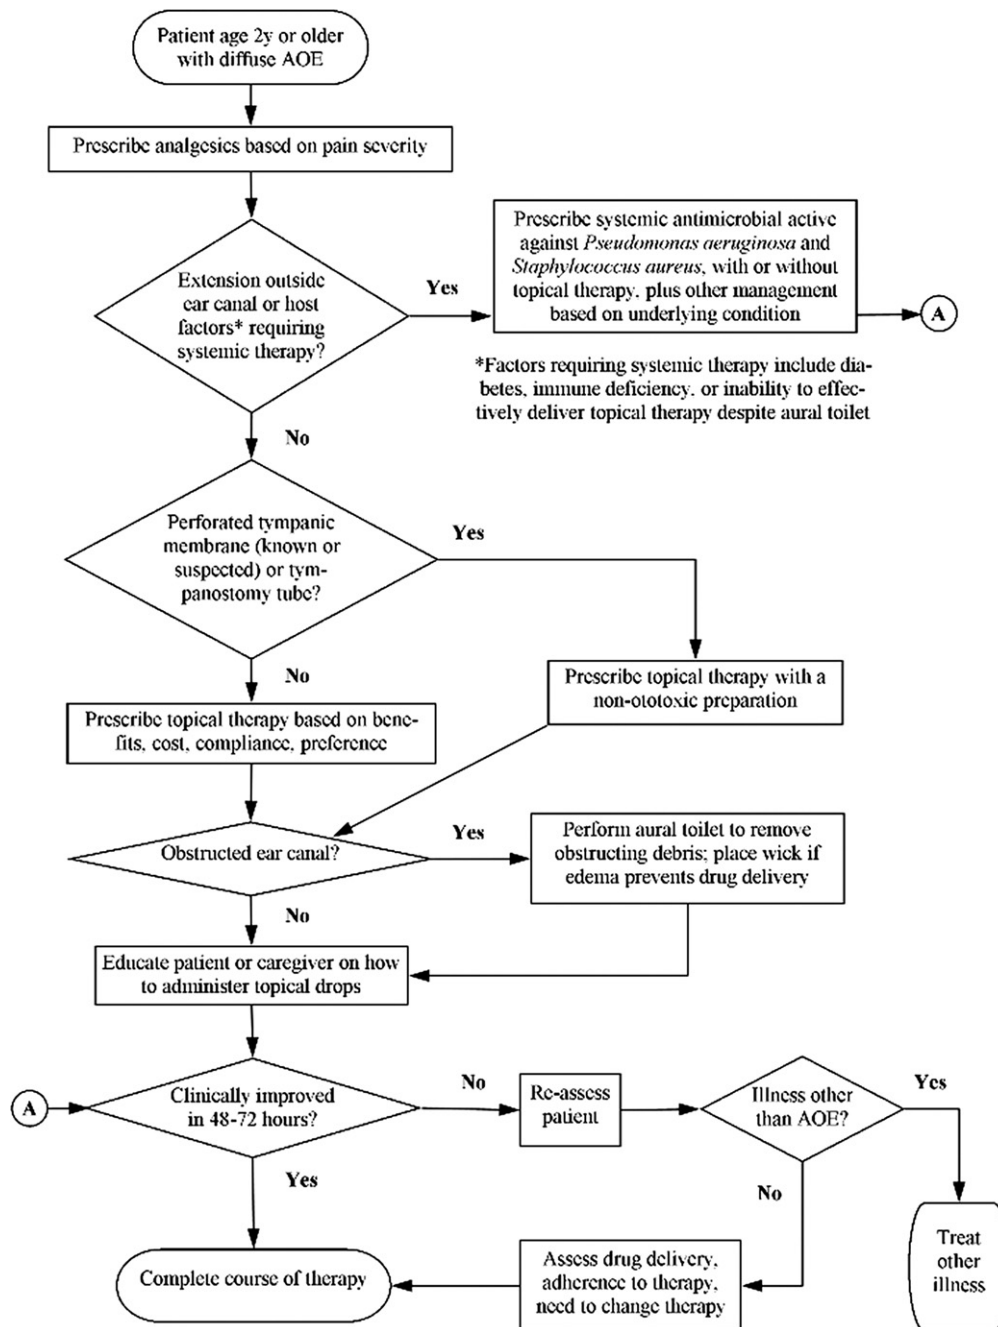 Patient age 2y or older
with diffuse AOE
Prescribe analgesics based on pain severity
Extension outside
ear canal or host
factors* requiring
systemic therapy?
Yes
Prescribe systemic antimicrobial active
against Pseudomonas aeruginosa and
Staphylococcus aureus, with or without
topical therapy, plus other management
based on underlying condition
A
*Factors requiring systemic therapy include dia-
betes, immune deficiency, or inability to effec-
tively deliver topical therapy despite aural toilet
No
Perforated tympanic
membrane (known or
suspected) or tym-
panostomy tube?
Yes
No
Prescribe topical therapy with a
non-ototoxic preparation
Prescribe topical therapy based on bene-
fits, cost, compliance, preference
Obstructed ear canal?
Yes
Perform aural toilet to remove
obstructing debris; place wick if
edema prevents drug delivery
No
Educate patient or caregiver on how
to administer topical drops
A
Clinically improved
in 48-72 hours?
No
Re-assess
patient
Illness other
than AOE?
Yes
Yes
No
Complete course of therapy
Assess drug delivery,
adherence to therapy,
need to change therapy
Treat
other
illness